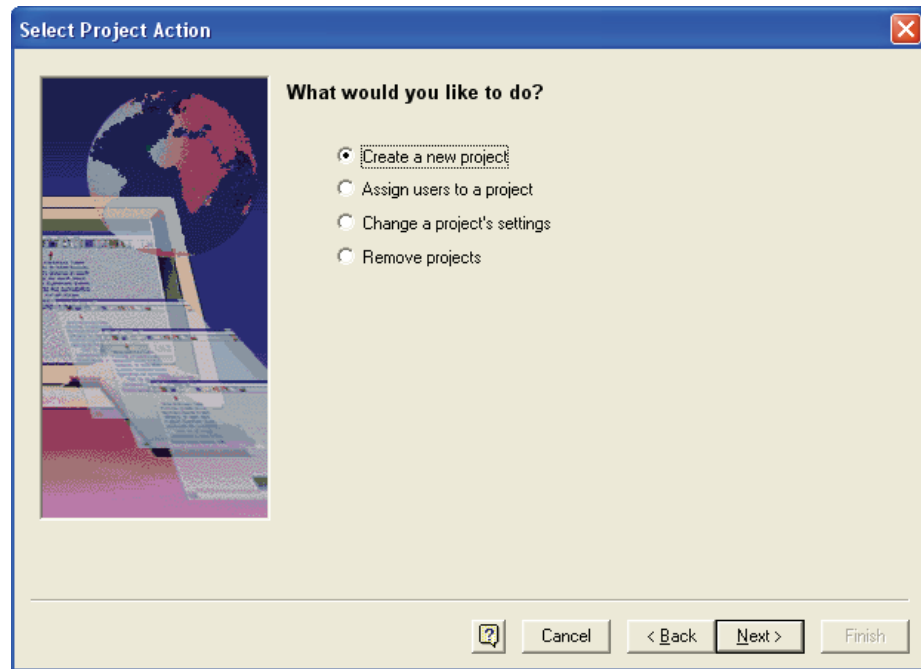 Select Project Action
What would you like to do?
Create a new project
Assign users to a project
Change a project's settings
Remove projects
? Cancel < Back Next > Finish